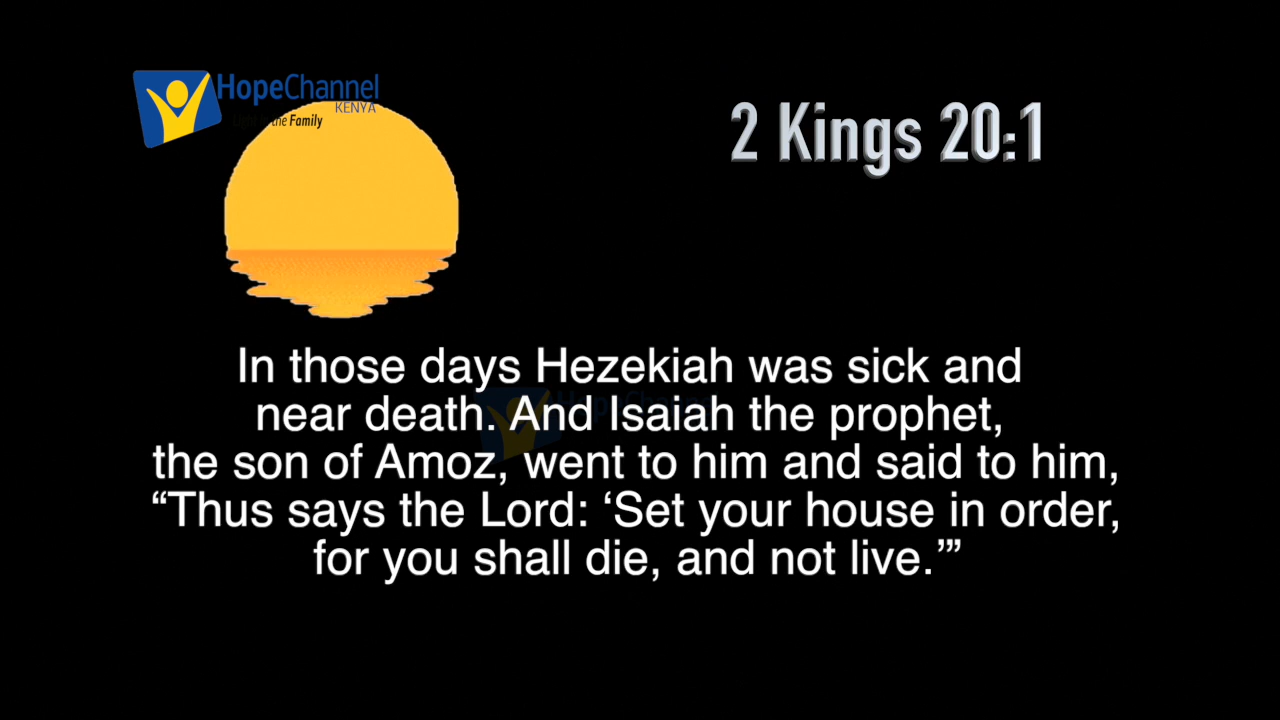 HopeChannel
KENYA
the Family
2 Kings 20:1
In those days Hezekiah was sick and
near death. And Isaiah the prophet,
the son of Amoz, went to him and said to him,
“Thus says the Lord: ‘Set your house in order,
for you shall die, and not live.’”